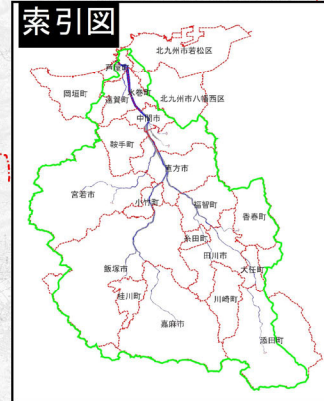 索引図
北九州市若松区
芦屋町
水巻町
岡垣町
遠賀町
北九州市八幡西区
中間市
鞍手町
直方市
宮若市
小竹町
福智町
香春町
糸田町
田川市
飯塚市
大任町
桂川町
川崎町
嘉麻市
添田町